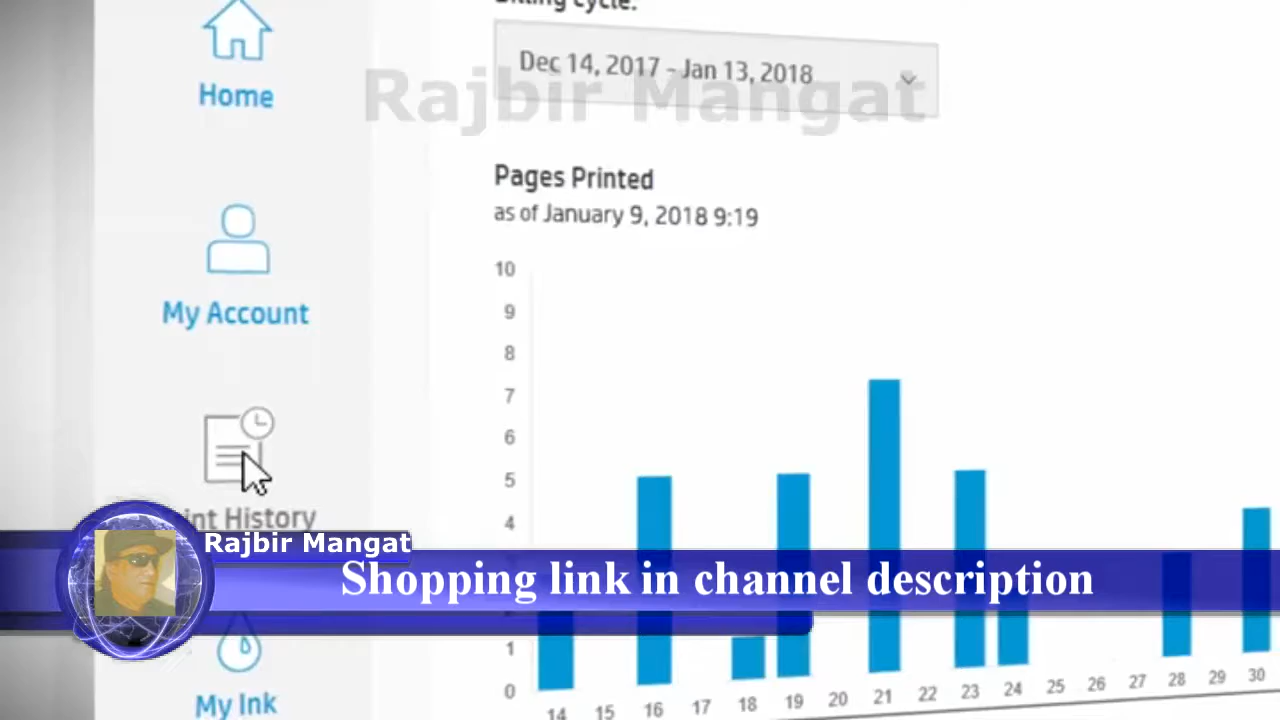 Billing cycle:
Dec 14, 2017 - Jan 13, 2018
Rajbir Mangat
Home
Pages Printed
as of January 9, 2018 9:19
My Account
10
9
8
7
6
5
4
1
0
14 15 16 17 18 19 20 21 22 23 24 25 26 27 28 29 30
History
Rajbir Mangat
Shopping link in channel description
My Ink